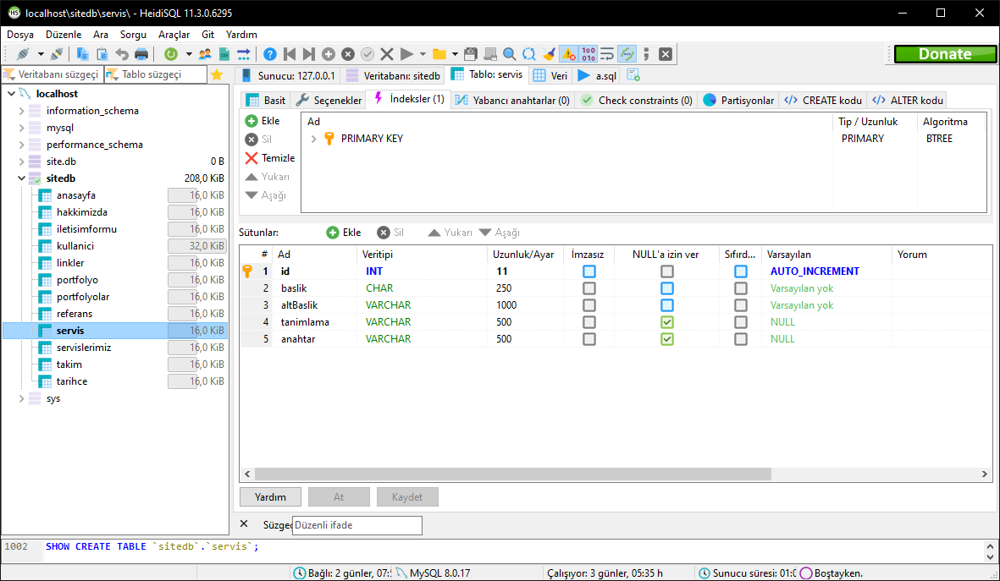 localhost\sitedb\servis\ - HeidiSQL 11.3.0.6295
Dosya Düzenle Ara Sorgu Araçlar Git Yardım
Donate
Veritabanı süzgeci Tablo süzgeci
Sunucu: 127.0.0.1 Veritabanı: sitedb Tablo: servis Veri a.sql
localhost
information_schema
mysql
performance_schema
site.db 0 B
sitedb 208,0 KiB
anasayfa 16,0 KiB
hakkimizda 16,0 KiB
iletisimformu 16,0 KiB
kullanici 32,0 KiB
linkler 16,0 KiB
portfolyo 16,0 KiB
portfolyolar 16,0 KiB
referans 16,0 KiB
servis 16,0 KiB
servislerimiz 16,0 KiB
takim 16,0 KiB
tarihce 16,0 KiB
sys
Basit Seçenekler İndeksler (1) Yabancı anahtarlar (0) Check constraints (0) Partisyonlar CREATE kodu ALTER kodu
Ekle
Sil
Temizle
Yukarı
Aşağı
Ad Tip / Uzunluk Algoritma
PRIMARY KEY PRIMARY BTREE
Sütunlar: Ekle Sil Yukarı Aşağı
# Ad Veritipi Uzunluk/Ayar İmzasız NULL'a izin ver Sıfırd... Varsayılan Yorum
1 id INT 11 AUTO_INCREMENT
2 baslik CHAR 250 Varsayılan yok
3 altBaslik VARCHAR 1000 Varsayılan yok
4 tanimlama VARCHAR 500 NULL
5 anahtar VARCHAR 500 NULL
Yardım At Kaydet
Süzgeç Düzenli ifade
1002 SHOW CREATE TABLE `sitedb`.`servis`;
Bağlı: 2 günler, 07:5 MySQL 8.0.17 Çalışıyor: 3 günler, 05:35 h Sunucu süresi: 01:0 Boştayken.